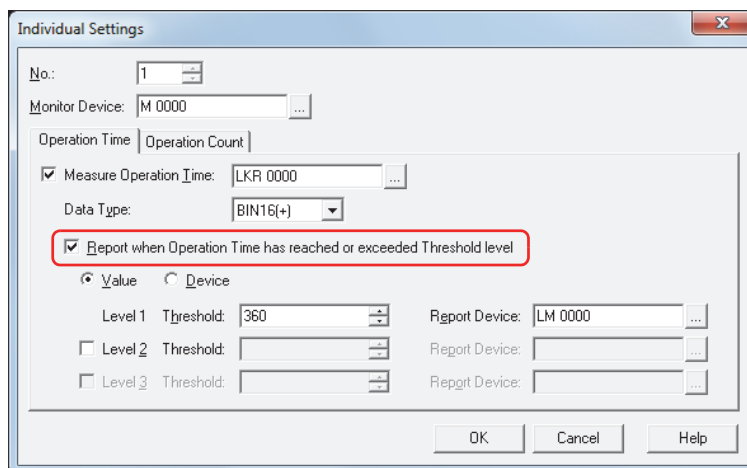 Individual Settings
No.: 1
Monitor Device: M 0000 ...
Operation Time Operation Count
Measure Operation Time: LKR 0000 ...
Data Type: BIN16(+)
Report when Operation Time has reached or exceeded Threshold level
Value Device
Level 1 Threshold: 360 Report Device: LM 0000 ...
Level 2 Threshold: Report Device: ...
Level 3 Threshold: Report Device: ...
OK Cancel Help